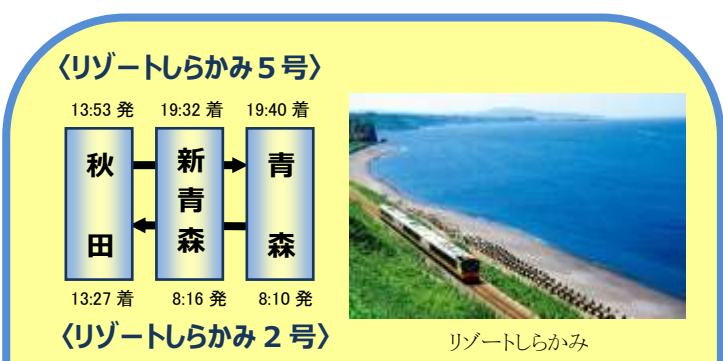 〈リゾートしらかみ５号〉
13:53 発 19:32 着 19:40 着
秋田
新青森
青森
13:27 着 8:16 発 8:10 発
〈リゾートしらかみ２号〉
リゾートしらかみ